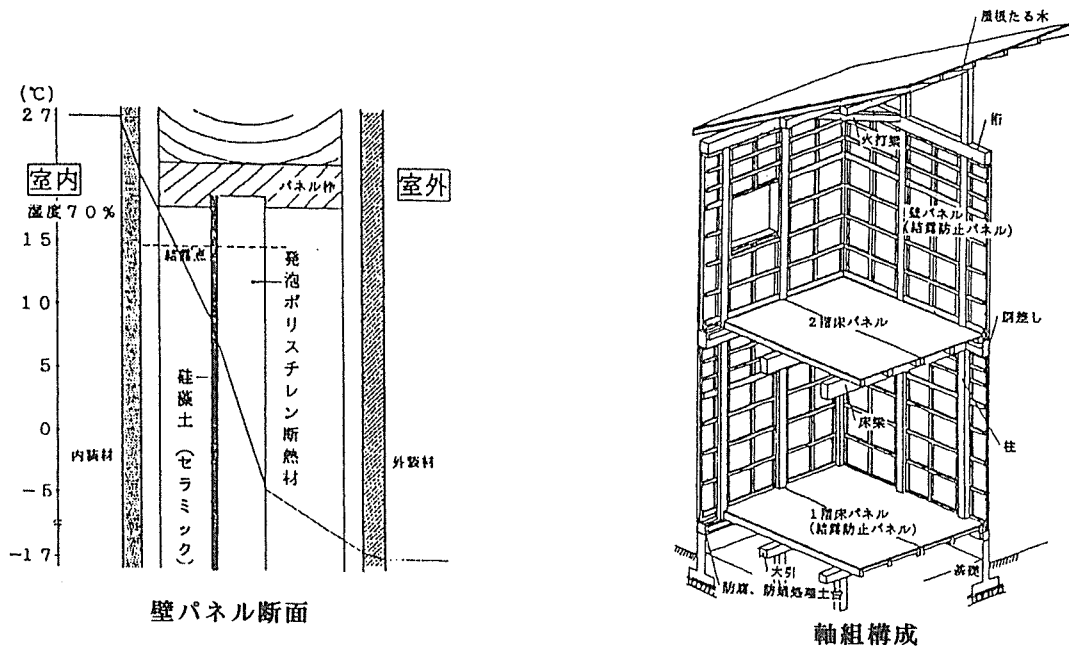 (℃)
27
室内
湿度70%
15
10
5
0
-5
-17
内装材
結露点
パネル枠
室外
発泡ポリスチレン断熱材
硅藻土（セラミック）
外装材
壁パネル断面
屋根たる木
桁
火打梁
壁パネル
(結露防止パネル)
胴差し
2階床パネル
床梁
柱
1階床パネル
(結露防止パネル)
大引
基礎
防腐、防蟻処理土台
軸組構成